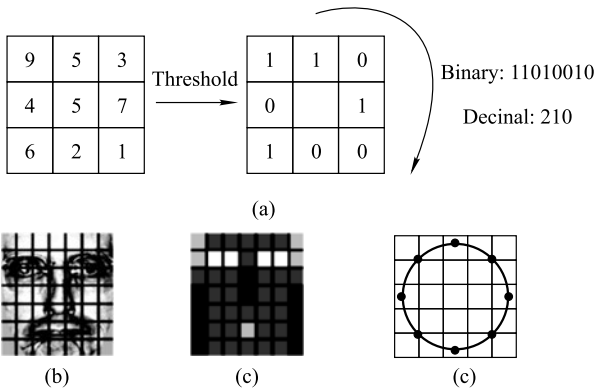 9 5 3
4 5 7
6 2 1
Threshold
1 1 0
0 1
1 0 0
Binary: 11010010
Decinal: 210
(a)
(b)
(c)
(c)